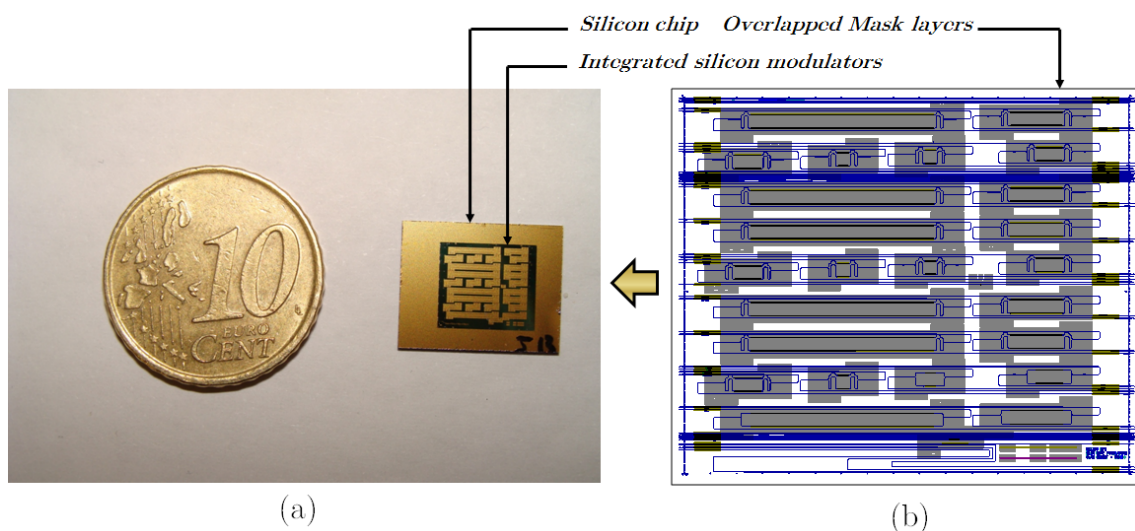 Silicon chip Overlapped Mask layers
Integrated silicon modulators
10
EURO
CENT
(a)
(b)